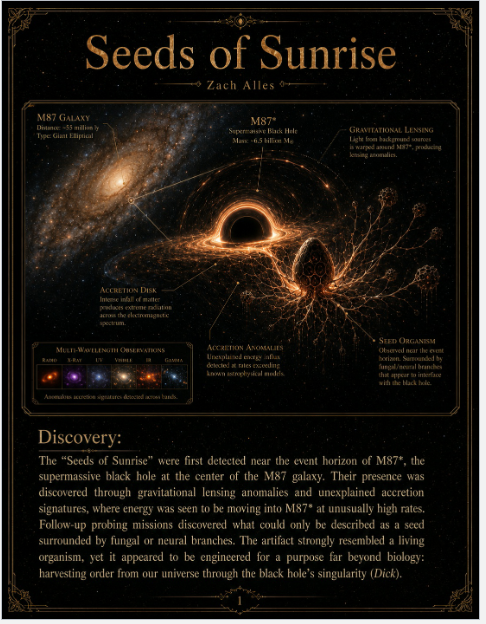 Seeds of Sunrise
Zach Alles
M87 GALAXY
Distance: ~53 million ly
Type: Giant Elliptical
M87*
Supermassive Black Hole
Mass: ~6.5 billion M☉
GRAVITATIONAL LENSING
Light from background sources
is warped around M87*, producing
lensing anomalies.
ACCRETION DISK
Intense infall of matter
produces extreme radiation
across the electromagnetic
spectrum.
ACCRETION ANOMALIES
Unexplained energy influx
detected at rates exceeding
known astrophysical models.
SEED ORGANISM
Observed near the event
horizon. Surrounded by
fungal/neural branches
that appear to interface
with the black hole.
MULTI-WAVELENGTH OBSERVATIONS
RADIO X-RAY UV VISIBLE IR GAMMA
Anomalous accretion signatures detected across bands.
Discovery:
The “Seeds of Sunrise” were first detected near the event horizon of M87*, the
supermassive black hole at the center of the M87 galaxy. Their presence was
discovered through gravitational lensing anomalies and unexplained accretion
signatures, where energy was seen to be moving into M87* at unusually high rates.
Follow-up probing missions discovered what could only be described as a seed
surrounded by fungal or neural branches. The artifact strongly resembled a living
organism, yet it appeared to be engineered for a purpose far beyond biology:
harvesting order from our universe through the black hole’s singularity (Dick).
1